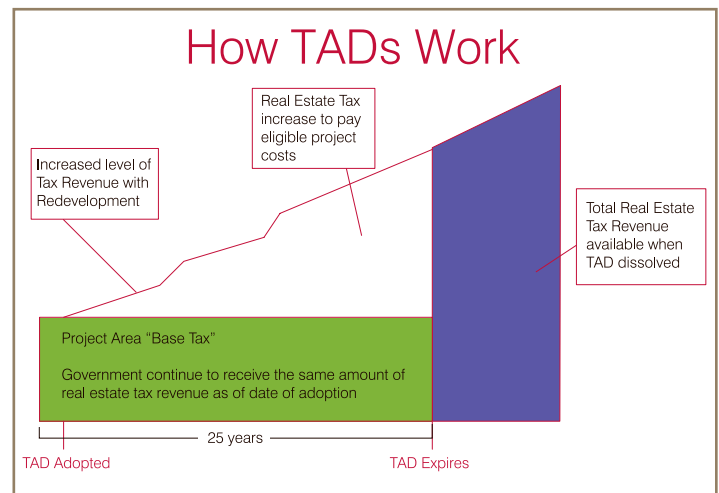 How TADs Work
Real Estate Tax
increase to pay
eligible project
costs
Increased level of
Tax Revenue with
Redevelopment
Total Real Estate
Tax Revenue
available when
TAD dissolved
Project Area “Base Tax”
Government continue to receive the same amount of
real estate tax revenue as of date of adoption
25 years
TAD Adopted
TAD Expires